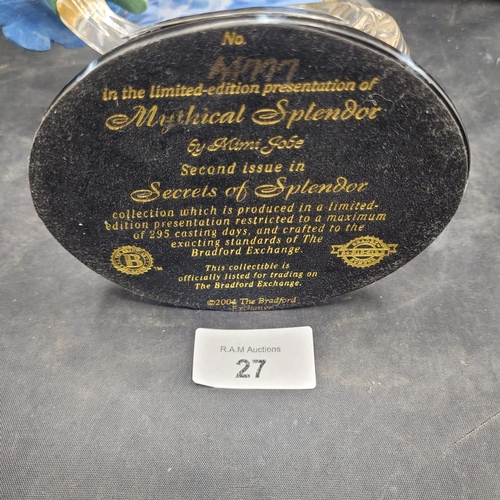 No.
in the limited-edition presentation of
Mythical Splendor
by Mimi Jobe
Second issue in
Secrets of Splendor
collection which is produced in a limited-
edition presentation restricted to a maximum
of 295 casting days, and crafted to the
exacting standards of The
Bradford Exchange.
This collectible is
officially listed for trading on
The Bradford Exchange.
©2004 The Bradford
Exchange
B
TM
R.A.M Auctions
27